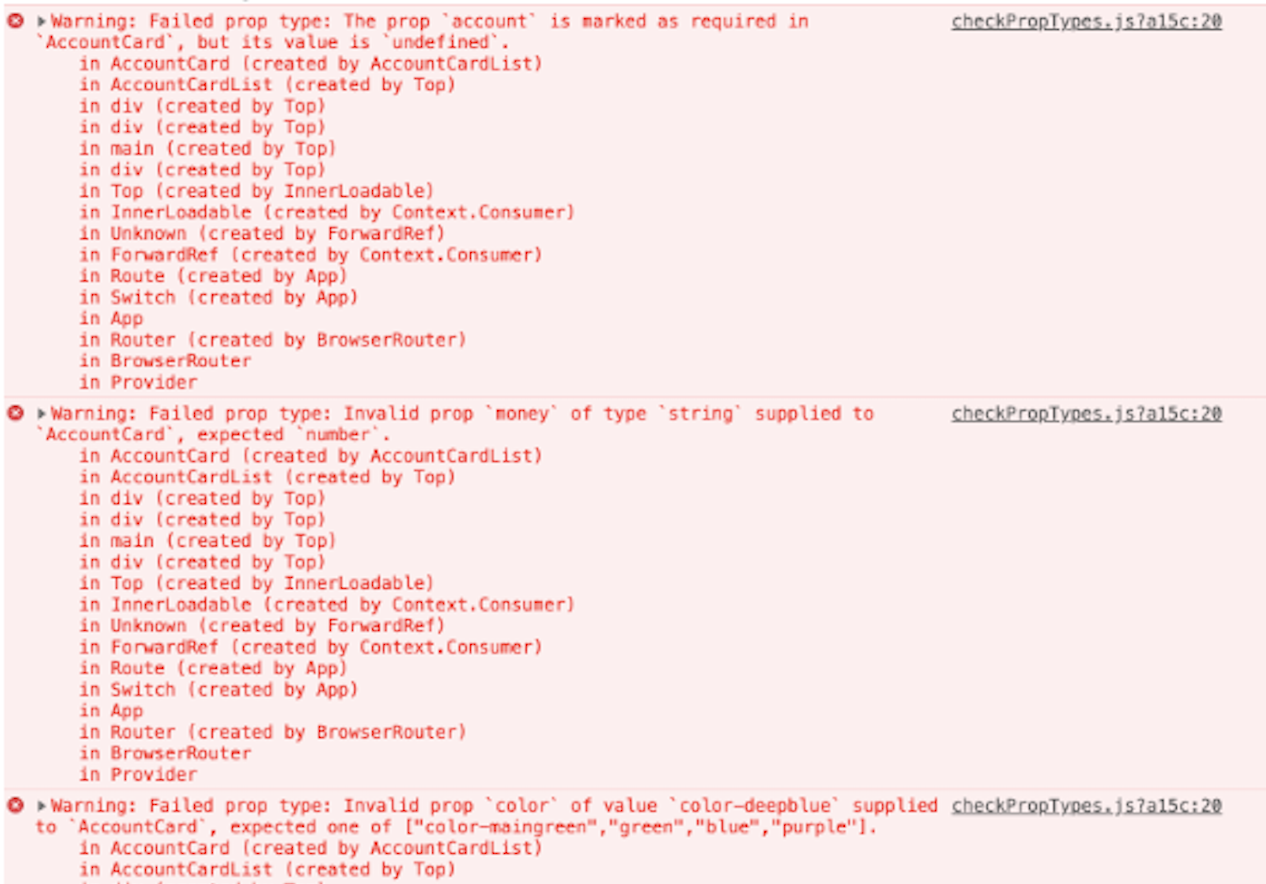 Warning: Failed prop type: The prop `account` is marked as required in checkPropTypes.js?a15c:20
`AccountCard`, but its value is `undefined`.
in AccountCard (created by AccountCardList)
in AccountCardList (created by Top)
in div (created by Top)
in div (created by Top)
in main (created by Top)
in div (created by Top)
in Top (created by InnerLoadable)
in InnerLoadable (created by Context.Consumer)
in Unknown (created by ForwardRef)
in ForwardRef (created by Context.Consumer)
in Route (created by App)
in Switch (created by App)
in App
in Router (created by BrowserRouter)
in BrowserRouter
in Provider
Warning: Failed prop type: Invalid prop `money` of type `string` supplied to checkPropTypes.js?a15c:20
`AccountCard`, expected `number`.
in AccountCard (created by AccountCardList)
in AccountCardList (created by Top)
in div (created by Top)
in div (created by Top)
in main (created by Top)
in div (created by Top)
in Top (created by InnerLoadable)
in InnerLoadable (created by Context.Consumer)
in Unknown (created by ForwardRef)
in ForwardRef (created by Context.Consumer)
in Route (created by App)
in Switch (created by App)
in App
in Router (created by BrowserRouter)
in BrowserRouter
in Provider
Warning: Failed prop type: Invalid prop `color` of value `color-deepblue` supplied checkPropTypes.js?a15c:20
to `AccountCard`, expected one of ["color-maingreen","green","blue","purple"].
in AccountCard (created by AccountCardList)
in AccountCardList (created by Top)